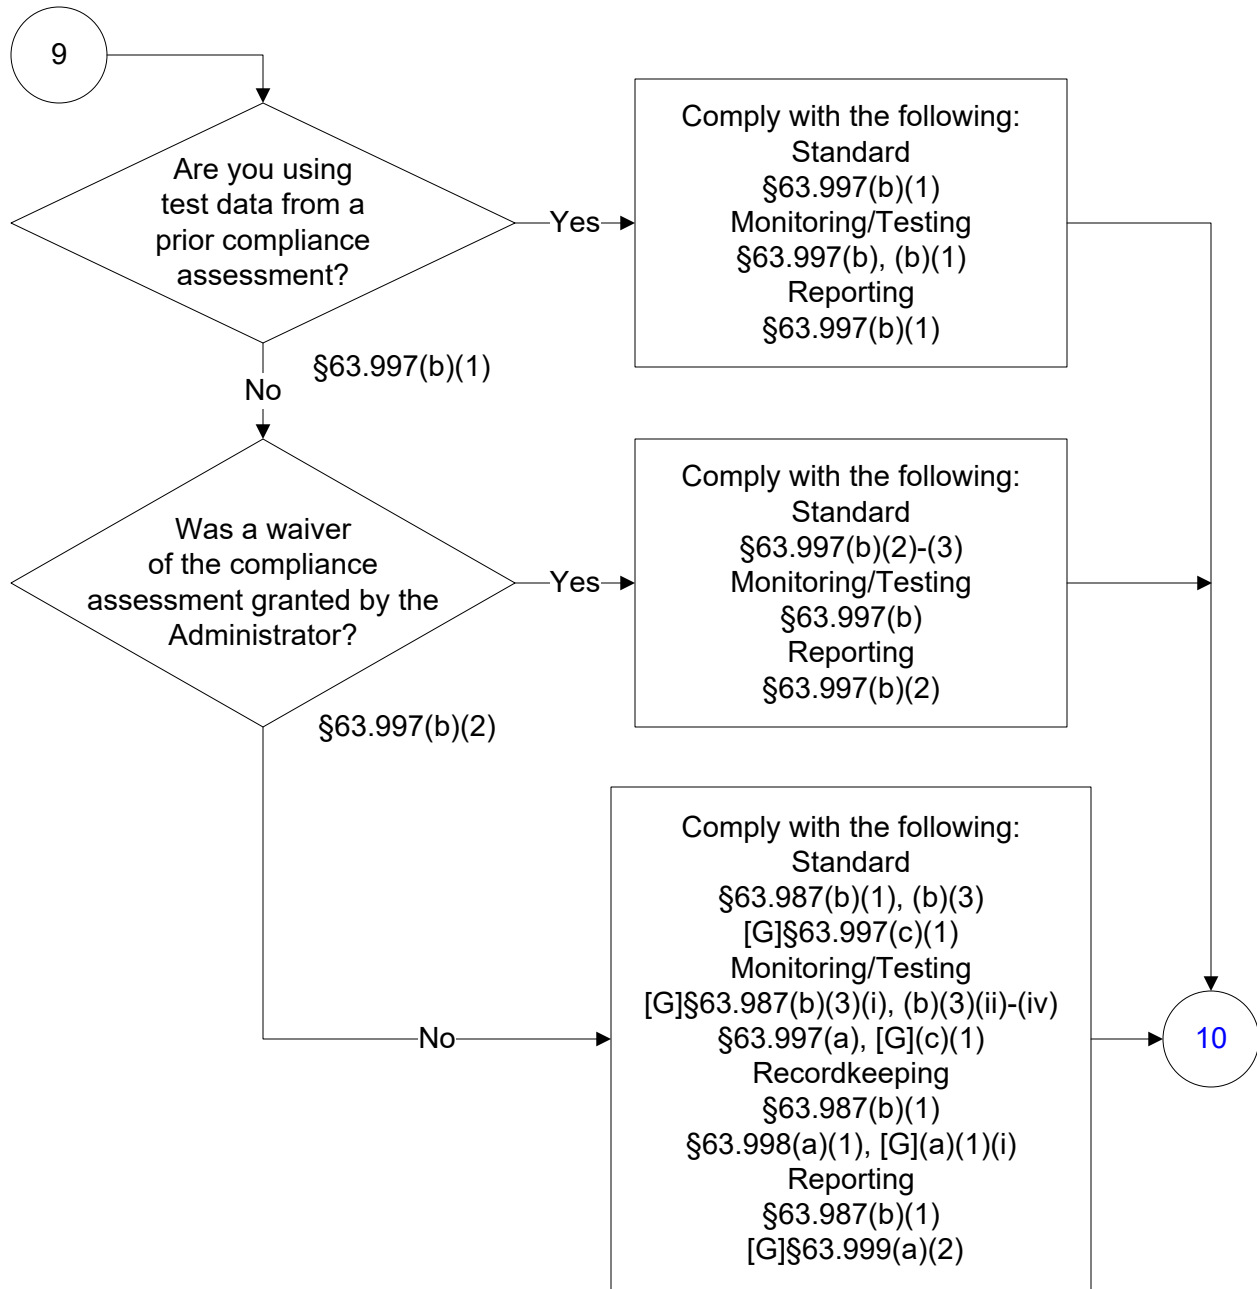 9
Are you using
test data from a
prior compliance
assessment?
Yes
Comply with the following:
Standard
§63.997(b)(1)
Monitoring/Testing
§63.997(b), (b)(1)
Reporting
§63.997(b)(1)
§63.997(b)(1)
No
Was a waiver
of the compliance
assessment granted by the
Administrator?
Yes
Comply with the following:
Standard
§63.997(b)(2)-(3)
Monitoring/Testing
§63.997(b)
Reporting
§63.997(b)(2)
§63.997(b)(2)
No
Comply with the following:
Standard
§63.987(b)(1), (b)(3)
[G]§63.997(c)(1)
Monitoring/Testing
[G]§63.987(b)(3)(i), (b)(3)(ii)-(iv)
§63.997(a), [G](c)(1)
Recordkeeping
§63.987(b)(1)
§63.998(a)(1), [G](a)(1)(i)
Reporting
§63.987(b)(1)
[G]§63.999(a)(2)
10